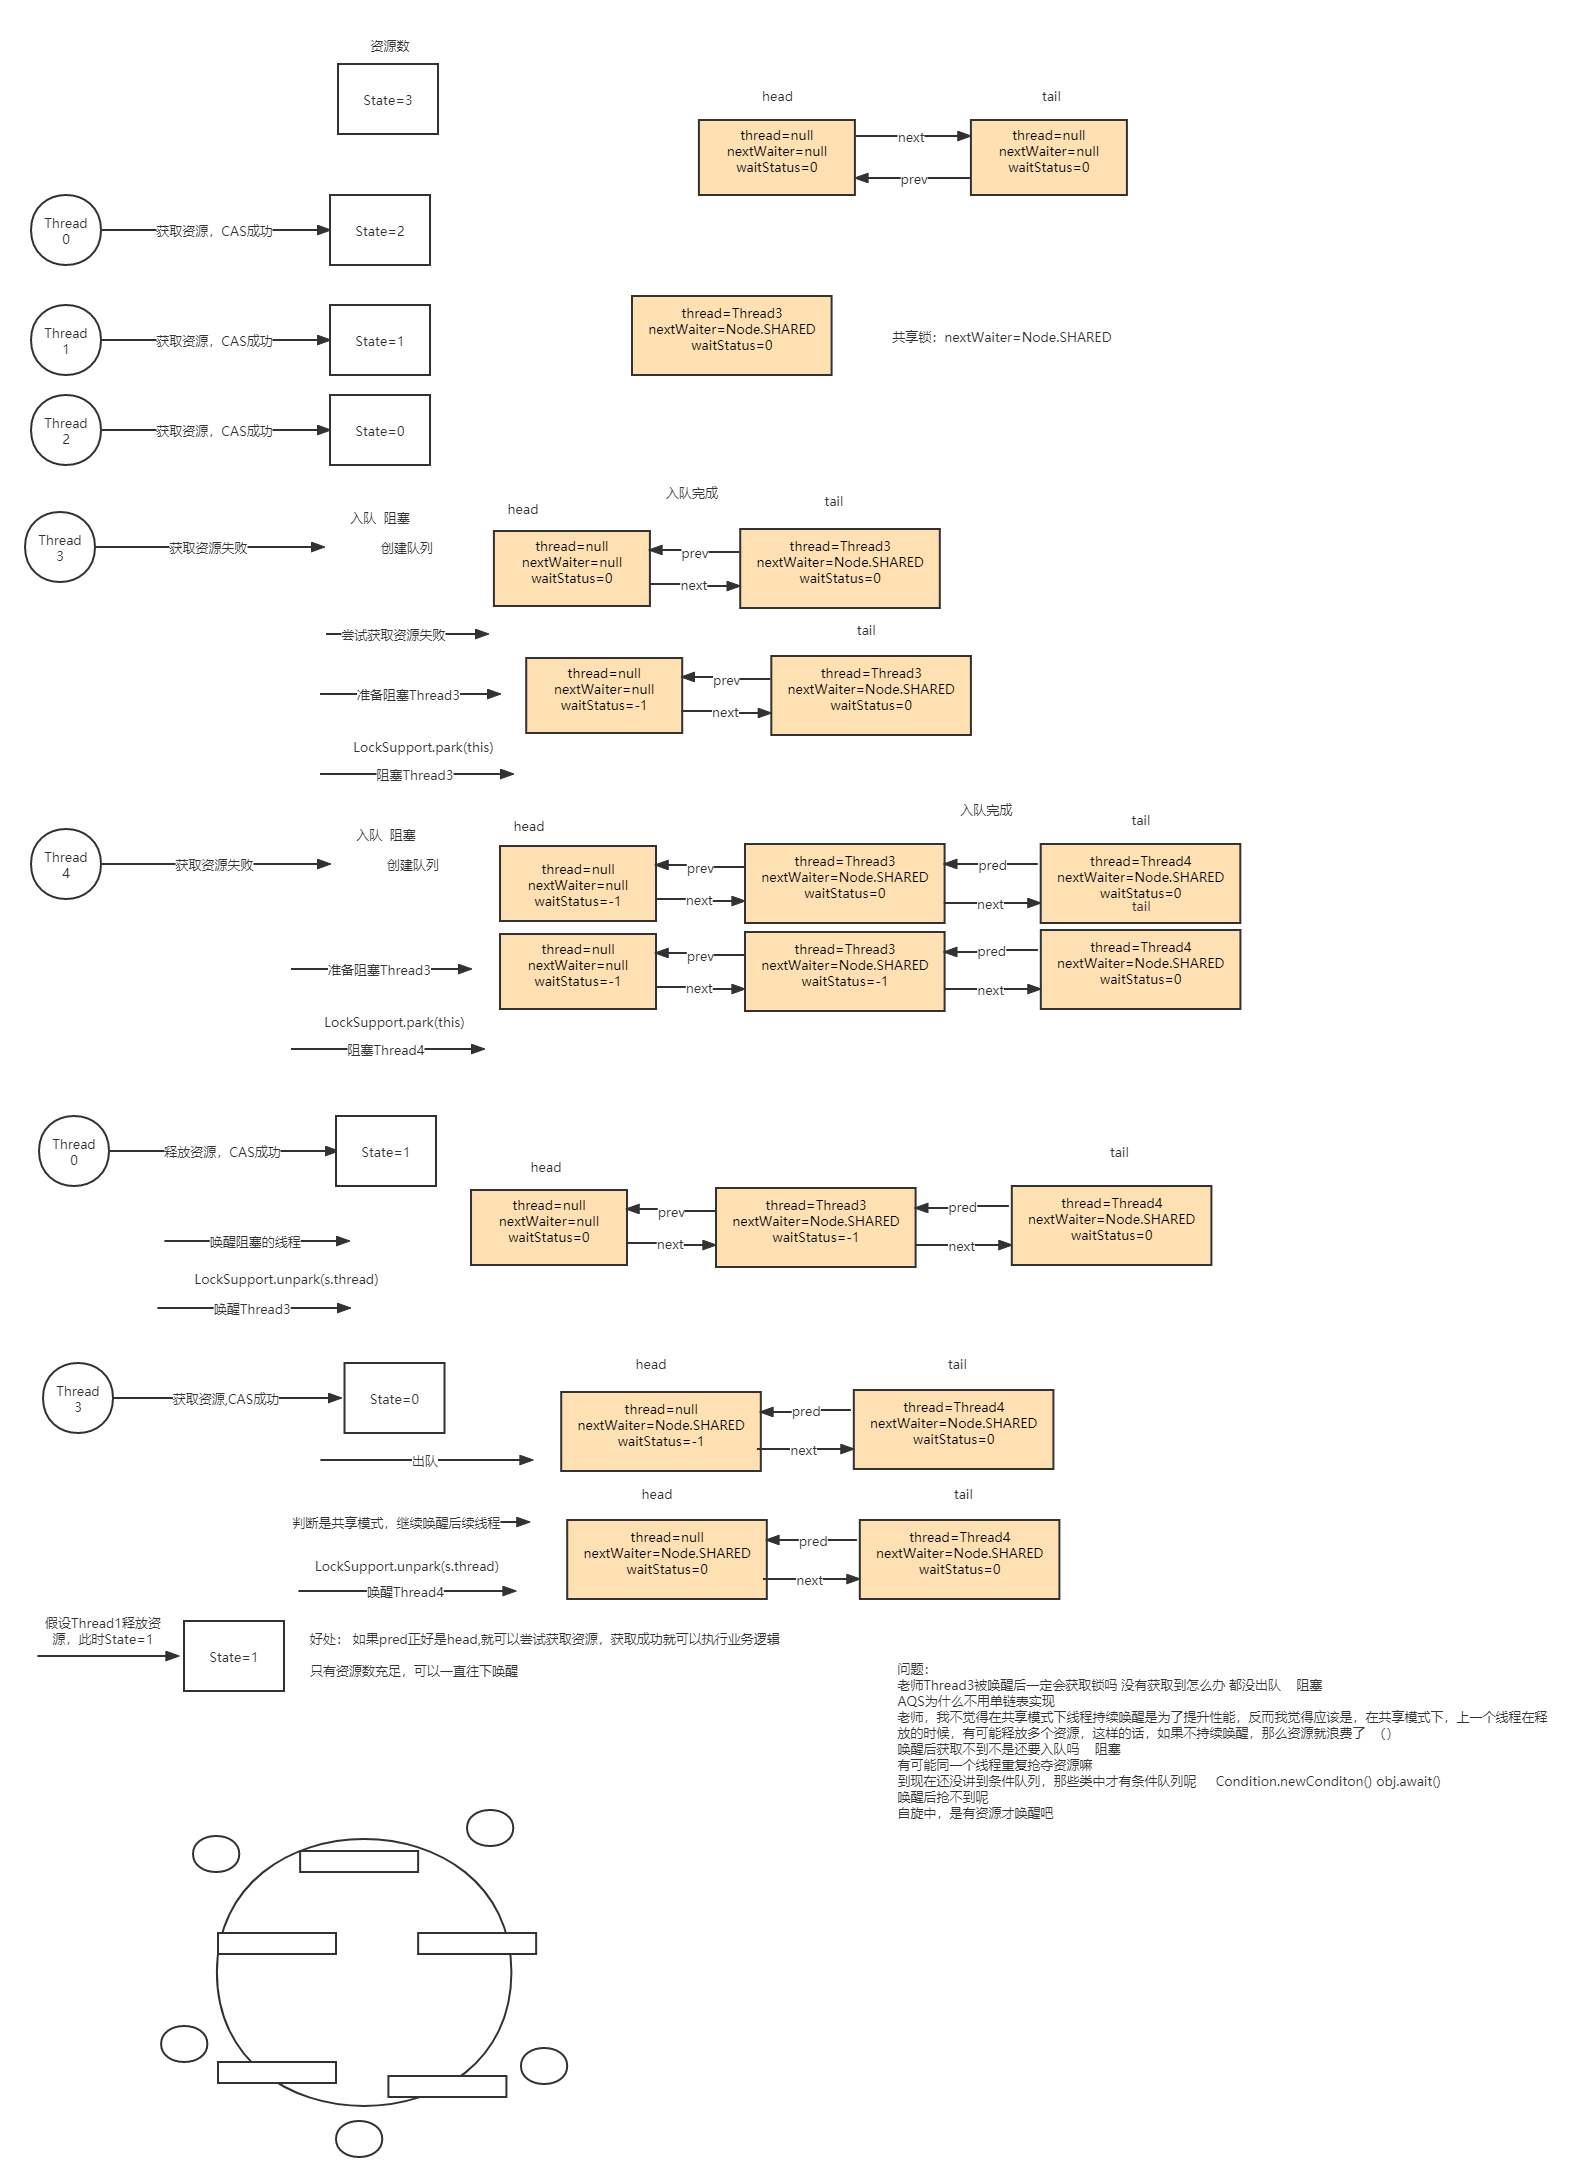 资源数
State=3
head
tail
thread=null
nextWaiter=null
waitStatus=0
next
prev
thread=null
nextWaiter=null
waitStatus=0
Thread
0
获取资源，CAS成功
State=2
Thread
1
获取资源，CAS成功
State=1
thread=Thread3
nextWaiter=Node.SHARED
waitStatus=0
共享锁：nextWaiter=Node.SHARED
Thread
2
获取资源，CAS成功
State=0
Thread
3
获取资源失败
入队 阻塞
创建队列
head
入队完成
tail
thread=null
nextWaiter=null
waitStatus=0
prev
next
thread=Thread3
nextWaiter=Node.SHARED
waitStatus=0
尝试获取资源失败
tail
准备阻塞Thread3
thread=null
nextWaiter=null
waitStatus=-1
prev
next
thread=Thread3
nextWaiter=Node.SHARED
waitStatus=0
LockSupport.park(this)
阻塞Thread3
Thread
4
获取资源失败
入队 阻塞
创建队列
head
入队完成
tail
thread=null
nextWaiter=null
waitStatus=-1
prev
next
thread=Thread3
nextWaiter=Node.SHARED
waitStatus=0
pred
next
thread=Thread4
nextWaiter=Node.SHARED
waitStatus=0
tail
准备阻塞Thread3
thread=null
nextWaiter=null
waitStatus=-1
prev
next
thread=Thread3
nextWaiter=Node.SHARED
waitStatus=-1
pred
next
thread=Thread4
nextWaiter=Node.SHARED
waitStatus=0
LockSupport.park(this)
阻塞Thread4
Thread
0
释放资源，CAS成功
State=1
head
tail
thread=null
nextWaiter=null
waitStatus=0
prev
next
thread=Thread3
nextWaiter=Node.SHARED
waitStatus=-1
pred
next
thread=Thread4
nextWaiter=Node.SHARED
waitStatus=0
唤醒阻塞的线程
LockSupport.unpark(s.thread)
唤醒Thread3
Thread
3
获取资源,CAS成功
State=0
head
tail
thread=null
nextWaiter=Node.SHARED
waitStatus=-1
pred
next
thread=Thread4
nextWaiter=Node.SHARED
waitStatus=0
出队
head
tail
判断是共享模式，继续唤醒后续线程
thread=null
nextWaiter=Node.SHARED
waitStatus=0
pred
next
thread=Thread4
nextWaiter=Node.SHARED
waitStatus=0
LockSupport.unpark(s.thread)
唤醒Thread4
假设Thread1释放资
源，此时State=1
State=1
好处： 如果pred正好是head,就可以尝试获取资源，获取成功就可以执行业务逻辑
只有资源数充足，可以一直往下唤醒
问题：
老师Thread3被唤醒后一定会获取锁吗 没有获取到怎么办 都没出队 阻塞
AQS为什么不用单链表实现
老师，我不觉得在共享模式下线程持续唤醒是为了提升性能，反而我觉得应该是，在共享模式下，上一个线程在释
放的时候，有可能释放多个资源，这样的话，如果不持续唤醒，那么资源就浪费了 （）
唤醒后获取不到不是还要入队吗 阻塞
有可能同一个线程重复抢夺资源嘛
到现在还没讲到条件队列，那些类中才有条件队列呢 Condition.newConditon() obj.await()
唤醒后抢不到呢
自旋中，是有资源才唤醒吧